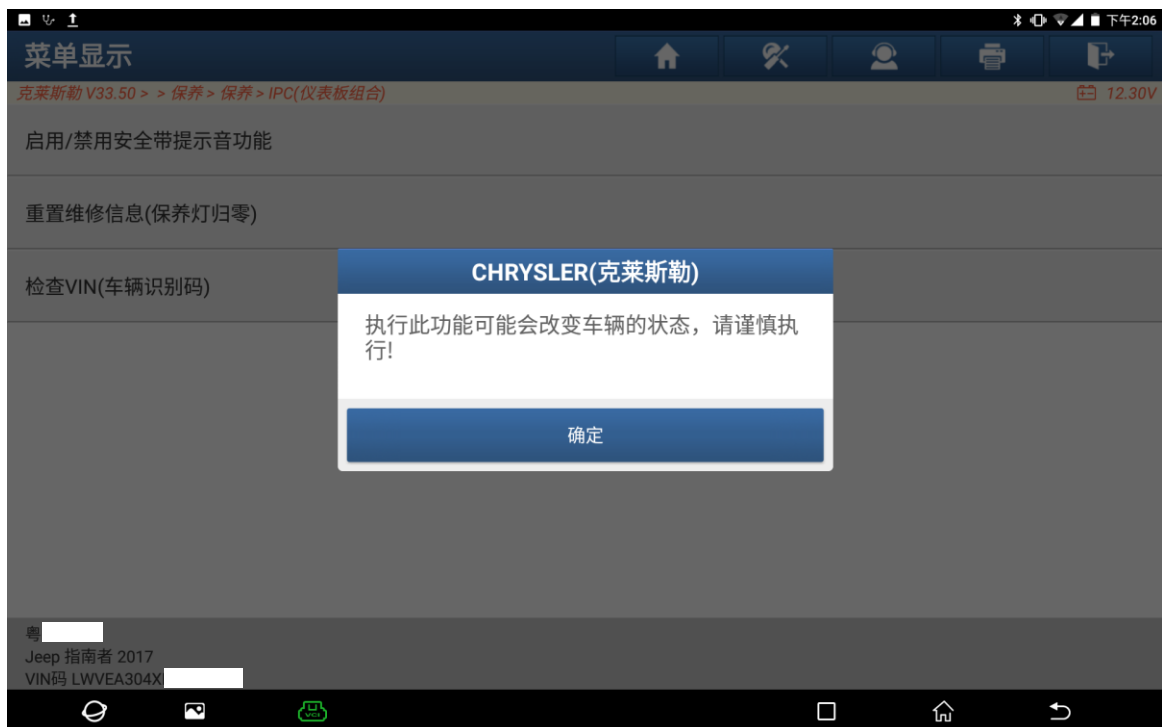 下午2:06
菜单显示
克莱斯勒 V33.50 > > 保养 > 保养 > IPC(仪表板组合) 12.30V
启用/禁用安全带提示音功能
重置维修信息(保养灯归零)
检查VIN(车辆识别码)
CHRYSLER(克莱斯勒)
执行此功能可能会改变车辆的状态，请谨慎执
行!
确定
粤
Jeep 指南者 2017
VIN码 LWVEA304X
VCI